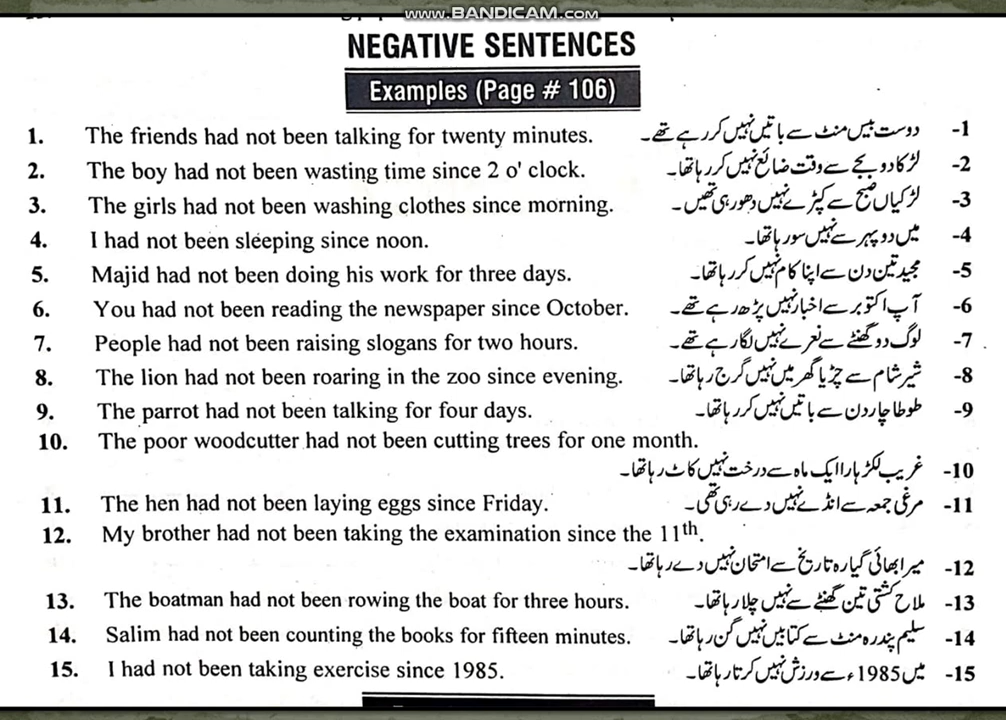 www.BANDICAM.com
NEGATIVE SENTENCES
Examples (Page # 106)
1. The friends had not been talking for twenty minutes. دوست بیس منٹ سے باتیں نہیں کر رہے تھے۔ -1
2. The boy had not been wasting time since 2 o' clock. لڑکا دو بجے سے وقت ضائع نہیں کر رہا تھا۔ -2
3. The girls had not been washing clothes since morning. لڑکیاں صبح سے کپڑے نہیں دھو رہی تھیں۔ -3
4. I had not been sleeping since noon. میں دوپہر سے نہیں سو رہا تھا۔ -4
5. Majid had not been doing his work for three days. مجید تین دن سے اپنا کام نہیں کر رہا تھا۔ -5
6. You had not been reading the newspaper since October. آپ اکتوبر سے اخبار نہیں پڑھ رہے تھے۔ -6
7. People had not been raising slogans for two hours. لوگ دو گھنٹے سے نعرے نہیں لگا رہے تھے۔ -7
8. The lion had not been roaring in the zoo since evening. شیر شام سے چڑیا گھر میں نہیں گرج رہا تھا۔ -8
9. The parrot had not been talking for four days. طوطا چار دن سے باتیں نہیں کر رہا تھا۔ -9
10. The poor woodcutter had not been cutting trees for one month.
غریب لکڑہارا ایک ماہ سے درخت نہیں کاٹ رہا تھا۔ -10
11. The hen had not been laying eggs since Friday. مرغی جمعہ سے انڈے نہیں دے رہی تھی۔ -11
12. My brother had not been taking the examination since the 11th.
میرا بھائی گیارہ تاریخ سے امتحان نہیں دے رہا تھا۔ -12
13. The boatman had not been rowing the boat for three hours. ملاح کشتی تین گھنٹے سے نہیں چلا رہا تھا۔ -13
14. Salim had not been counting the books for fifteen minutes. سلیم پندرہ منٹ سے کتابیں نہیں گن رہا تھا۔ -14
15. I had not been taking exercise since 1985. میں 1985ء سے ورزش نہیں کرتا رہا تھا۔ -15